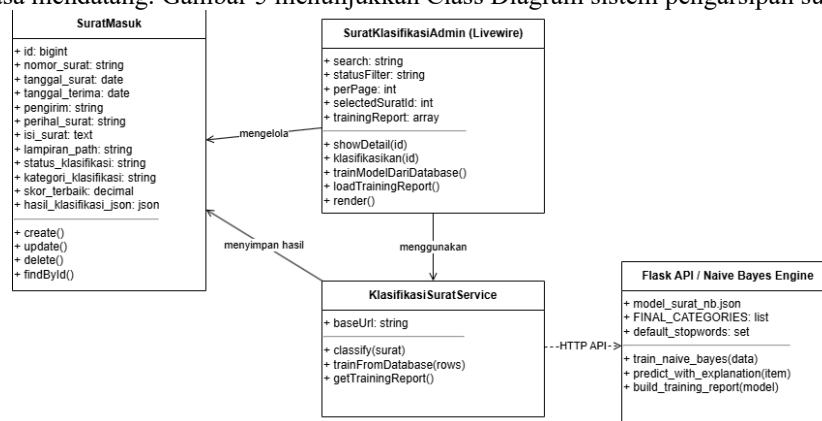 mendatang. Gambar 5 menunjukkan Class Diagram sistem pengarsipan
SuratMasuk
+ id: bigint
+ nomor_surat: string
+ tanggal_surat: date
+ tanggal_terima: date
+ pengirim: string
+ perihal_surat: string
+ isi_surat: text
+ lampiran_path: string
+ status_klasifikasi: string
+ kategori_klasifikasi: string
+ skor_terbaik: decimal
+ hasil_klasifikasi_json: json
+ create()
+ update()
+ delete()
+ findById()
mengelola
SuratKlasifikasiAdmin (Livewire)
+ search: string
+ statusFilter: string
+ perPage: int
+ selectedSuratId: int
+ trainingReport: array
+ showDetail(id)
+ klasifikasikan(id)
+ trainModelDariDatabase()
+ loadTrainingReport()
+ render()
menyimpan hasil
menggunakan
KlasifikasiSuratService
+ baseUrl: string
+ classify(surat)
+ trainFromDatabase(rows)
+ getTrainingReport()
HTTP API
Flask API / Naive Bayes Engine
+ model_surat_nb.json
+ FINAL_CATEGORIES: list
+ default_stopwords: set
+ train_naive_bayes(data)
+ predict_with_explanation(item)
+ build_training_report(model)